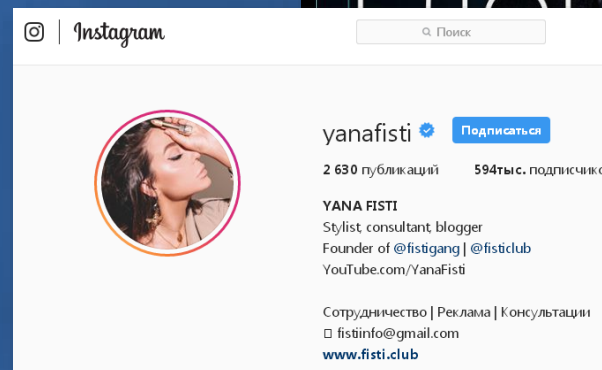 Instagram
Поиск
yanafisti Подписаться
2 630 публикаций 594тыс.
YANA FISTI
Stylist, consultant, blogger
Founder of @fistigang | @fisticlub
YouTube.com/YanaFisti
Сотрудничество | Реклама | Консультации
fistiinfo@gmail.com
www.fisti.club